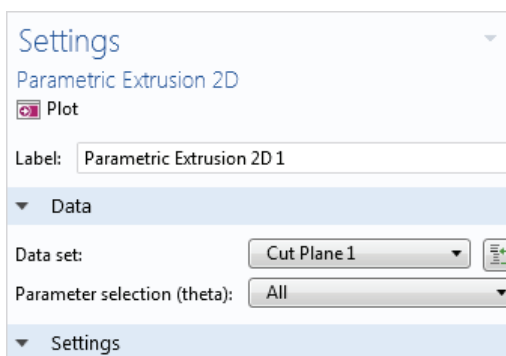 Settings
Parametric Extrusion 2D
Plot
Label: Parametric Extrusion 2D 1
Data
Data set: Cut Plane 1
Parameter selection (theta): All
Settings